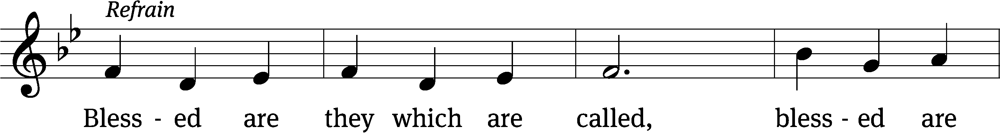 Refrain
Bless - ed are they which are called, bless - ed are